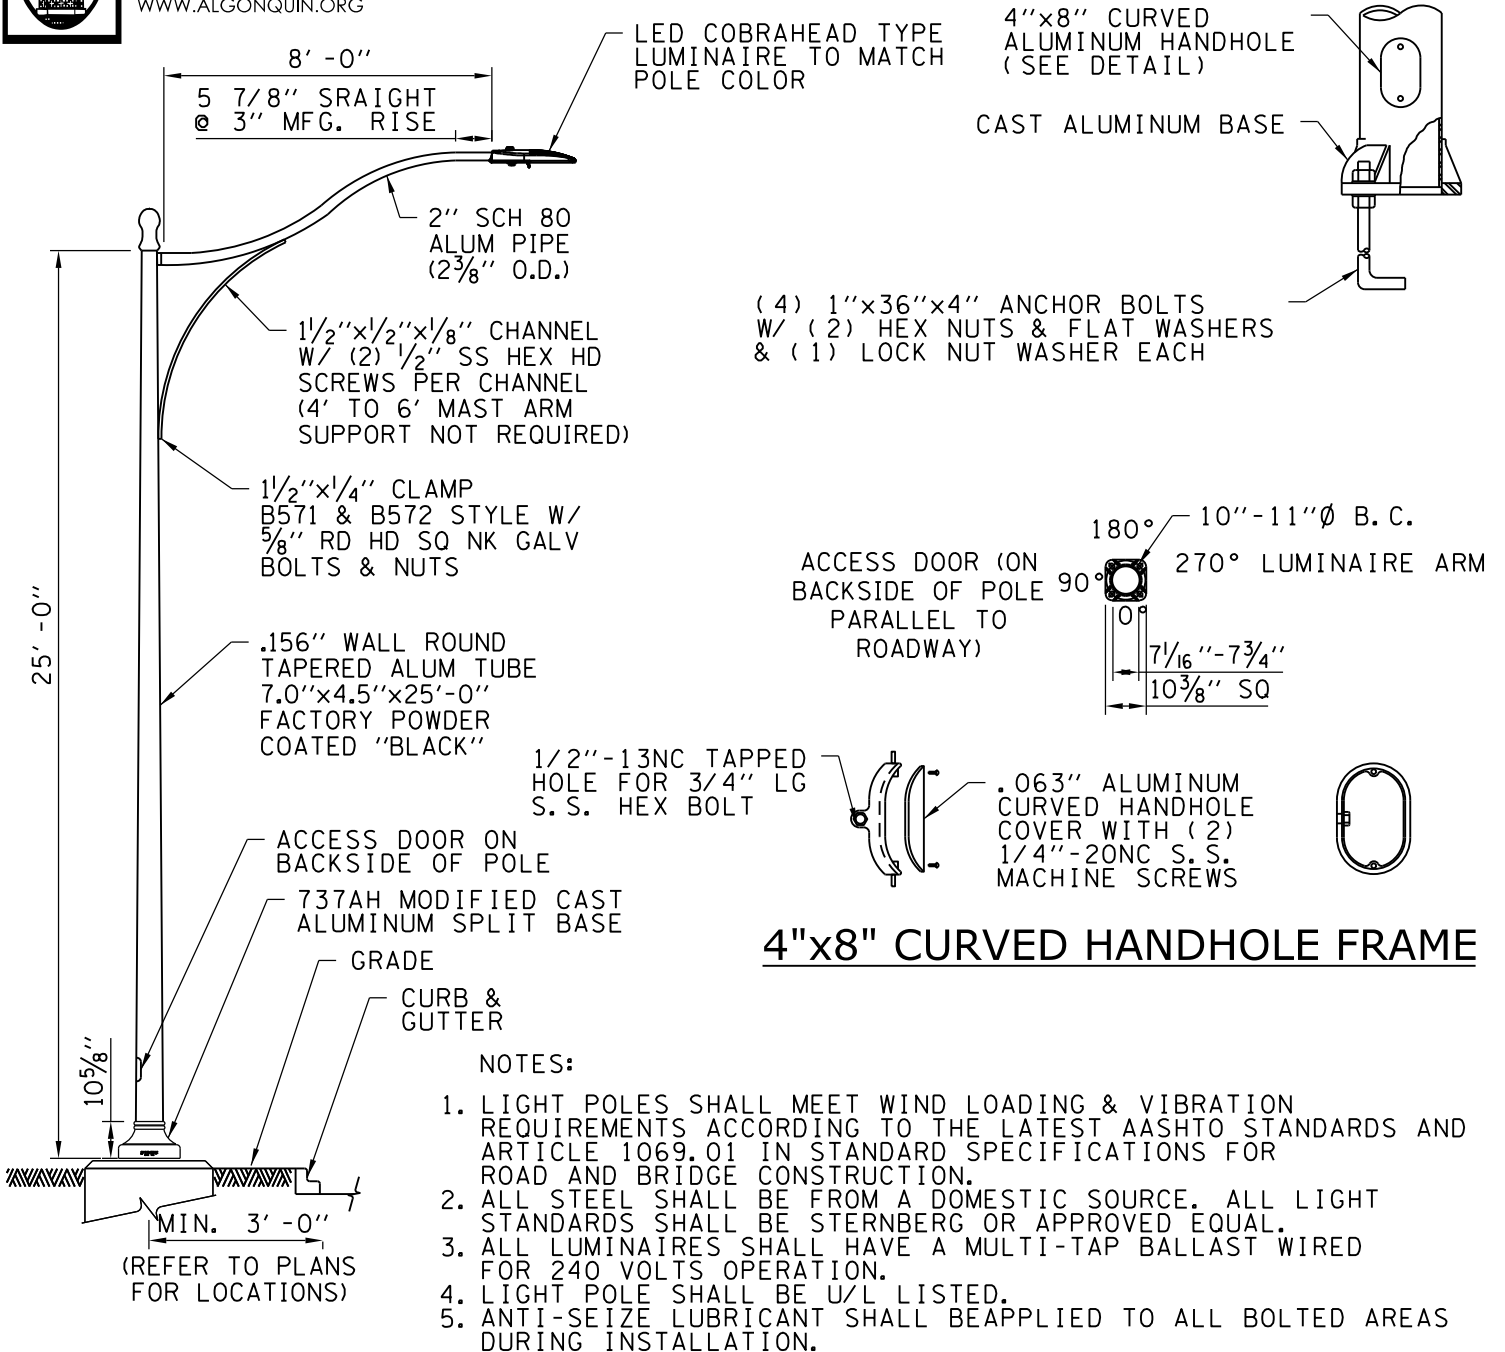 WWW.ALGONQUIN.ORG
8'-0"
5 7/8" SRAIGHT
@ 3" MFG. RISE
LED COBRAHEAD TYPE
LUMINAIRE TO MATCH
POLE COLOR
4"x8" CURVED
ALUMINUM HANDHOLE
(SEE DETAIL)
CAST ALUMINUM BASE
2" SCH 80
ALUM PIPE
(2 3/8" O.D.)
(4) 1"x36"x4" ANCHOR BOLTS
W/ (2) HEX NUTS & FLAT WASHERS
& (1) LOCK NUT WASHER EACH
1 1/2"x1/2"x1/8" CHANNEL
W/ (2) 1/2" SS HEX HD
SCREWS PER CHANNEL
(4' TO 6' MAST ARM
SUPPORT NOT REQUIRED)
1 1/2"x1/4" CLAMP
B571 & B572 STYLE W/
5/8" RD HD SQ NK GALV
BOLTS & NUTS
25'-0"
.156" WALL ROUND
TAPERED ALUM TUBE
7.0"x4.5"x25'-0"
FACTORY POWDER
COATED "BLACK"
180°
10"-11"Ø B.C.
270° LUMINAIRE ARM
ACCESS DOOR (ON
BACKSIDE OF POLE
PARALLEL TO
ROADWAY)
90°
0°
7 1/16"-7 3/4"
10 3/8" SQ
1/2"-13NC TAPPED
HOLE FOR 3/4" LG
S.S. HEX BOLT
.063" ALUMINUM
CURVED HANDHOLE
COVER WITH (2)
1/4"-20NC S.S.
MACHINE SCREWS
4"x8" CURVED HANDHOLE FRAME
ACCESS DOOR ON
BACKSIDE OF POLE
737AH MODIFIED CAST
ALUMINUM SPLIT BASE
GRADE
CURB &
GUTTER
10 5/8"
MIN. 3'-0"
(REFER TO PLANS
FOR LOCATIONS)
NOTES:
1. LIGHT POLES SHALL MEET WIND LOADING & VIBRATION
REQUIREMENTS ACCORDING TO THE LATEST AASHTO STANDARDS AND
ARTICLE 1069.01 IN STANDARD SPECIFICATIONS FOR
ROAD AND BRIDGE CONSTRUCTION.
2. ALL STEEL SHALL BE FROM A DOMESTIC SOURCE. ALL LIGHT
STANDARDS SHALL BE STERNBERG OR APPROVED EQUAL.
3. ALL LUMINAIRES SHALL HAVE A MULTI-TAP BALLAST WIRED
FOR 240 VOLTS OPERATION.
4. LIGHT POLE SHALL BE U/L LISTED.
5. ANTI-SEIZE LUBRICANT SHALL BEAPPLIED TO ALL BOLTED AREAS
DURING INSTALLATION.